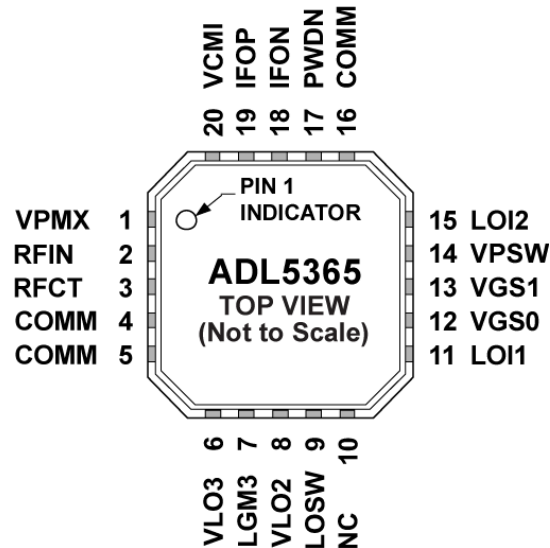 20 VCMI
19 IFOP
18 IFON
17 PWDN
16 COMM
PIN 1
INDICATOR
VPMX 1
RFIN 2
RFCT 3
COMM 4
COMM 5
ADL5365
TOP VIEW
(Not to Scale)
15 LOI2
14 VPSW
13 VGS1
12 VGS0
11 LOI1
VLO3 6
LGM3 7
VLO2 8
LOSW 9
NC 10